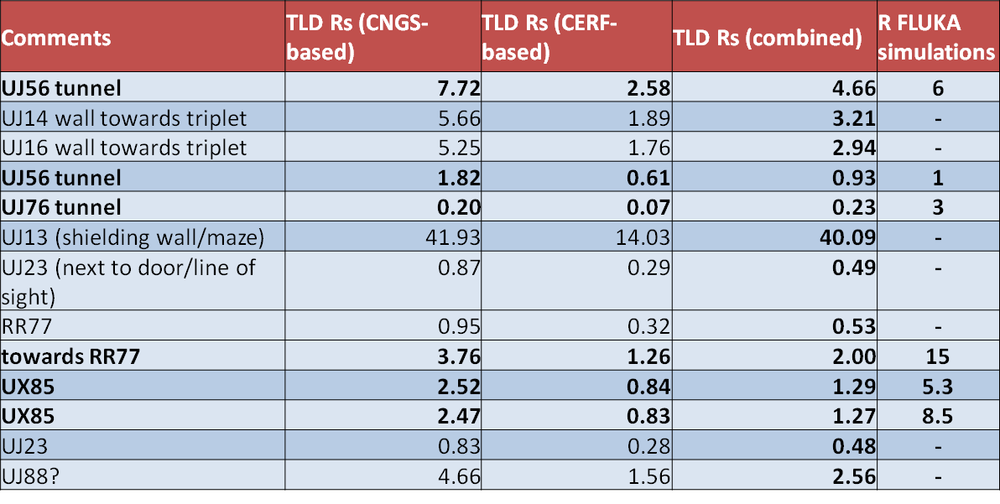 Comments TLD Rs (CNGS-based) TLD Rs (CERF-based) TLD Rs (combined) R FLUKA simulations
UJ56 tunnel 7.72 2.58 4.66 6
UJ14 wall towards triplet 5.66 1.89 3.21 -
UJ16 wall towards triplet 5.25 1.76 2.94 -
UJ56 tunnel 1.82 0.61 0.93 1
UJ76 tunnel 0.20 0.07 0.23 3
UJ13 (shielding wall/maze) 41.93 14.03 40.09 -
UJ23 (next to door/line of sight) 0.87 0.29 0.49 -
RR77 0.95 0.32 0.53 -
towards RR77 3.76 1.26 2.00 15
UX85 2.52 0.84 1.29 5.3
UX85 2.47 0.83 1.27 8.5
UJ23 0.83 0.28 0.48 -
UJ88? 4.66 1.56 2.56 -